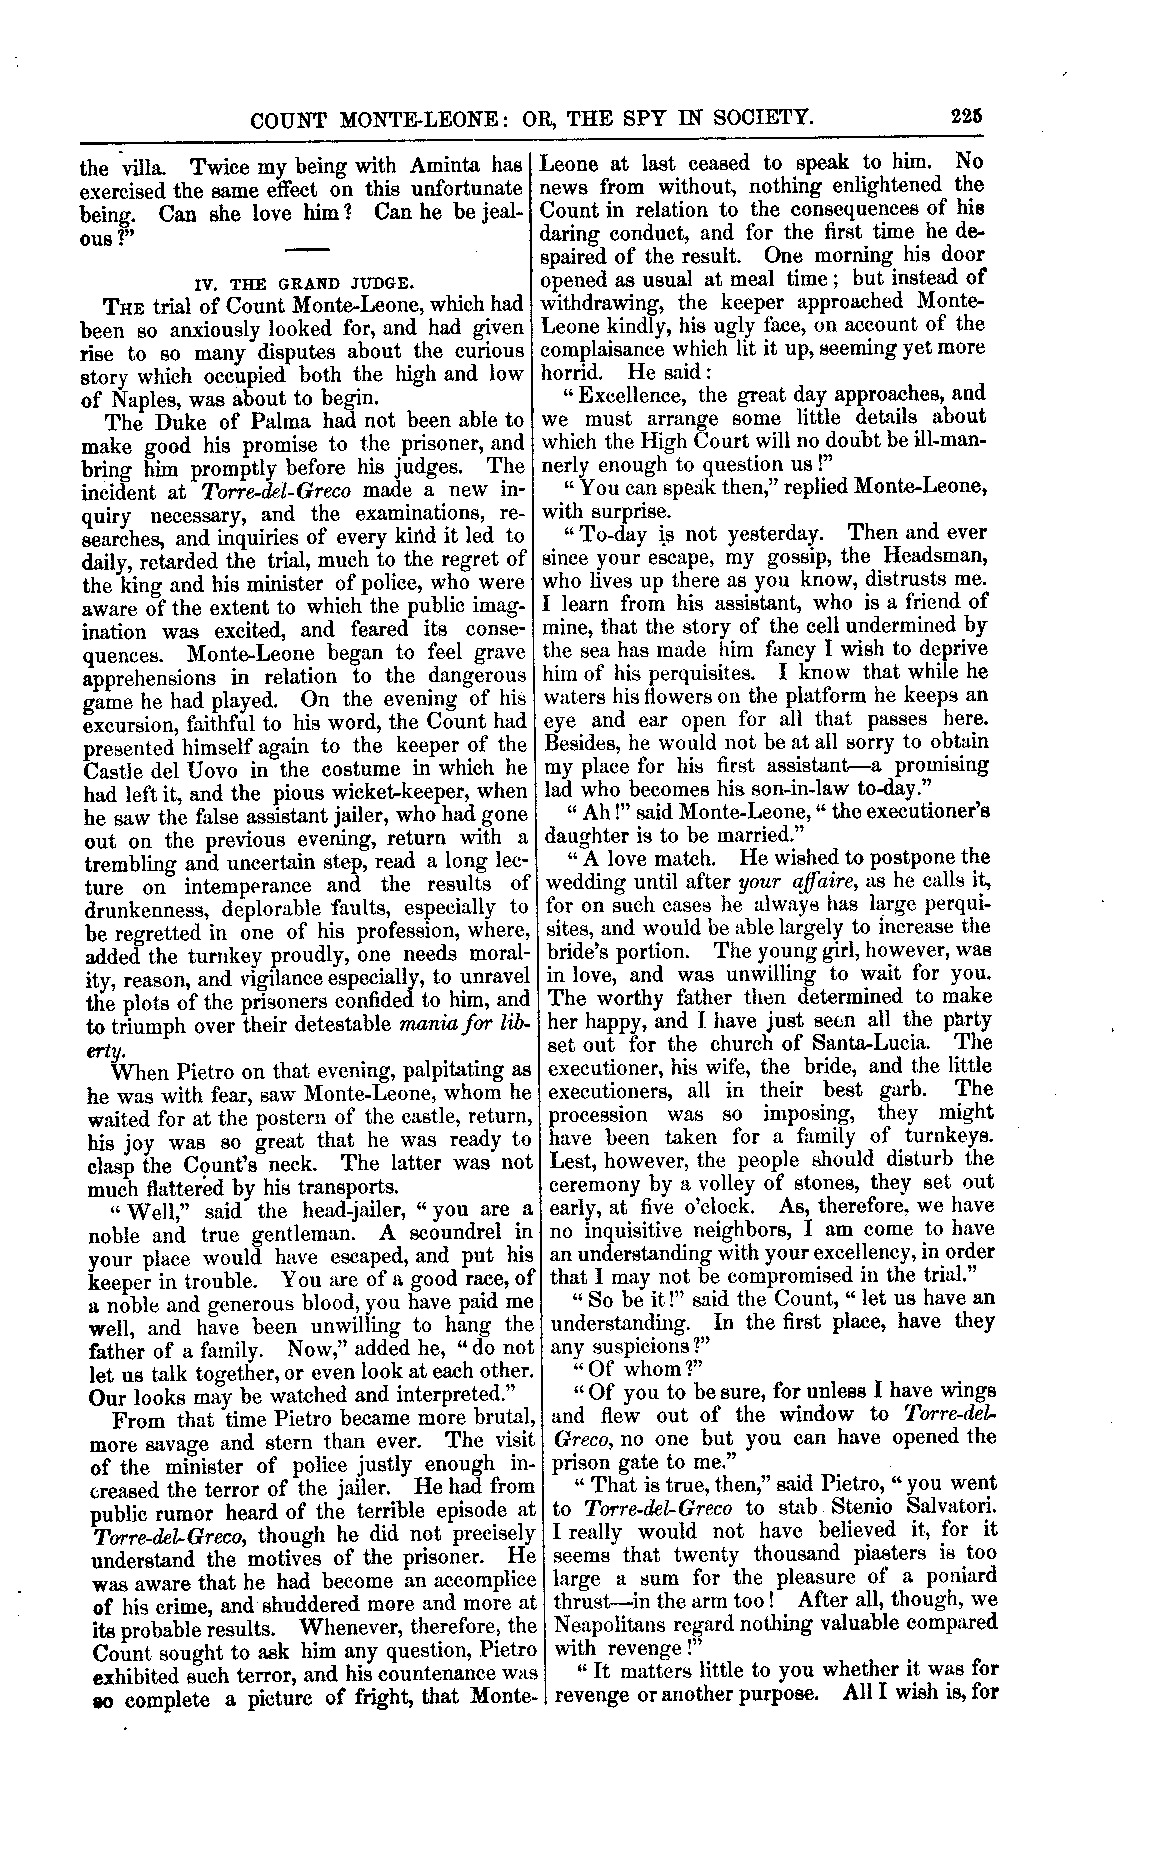 COUNT MONTE-LEONE: OR, THE SPY IN SOCIETY. 225
the villa. Twice my being with Aminta has
exercised the same effect on this unfortunate
being. Can she love him? Can he be jeal-
ous?"
IV. THE GRAND JUDGE.
THE trial of Count Monte-Leone, which had
been so anxiously looked for, and had given
rise to so many disputes about the curious
story which occupied both the high and low
of Naples, was about to begin.
The Duke of Palma had not been able to
make good his promise to the prisoner, and
bring him promptly before his judges. The
incident at Torre-del-Greco made a new in-
quiry necessary, and the examinations, re-
searches, and inquiries of every kind it led to
daily, retarded the trial, much to the regret of
the king and his minister of police, who were
aware of the extent to which the public imag-
ination was excited, and feared its conse-
quences. Monte-Leone began to feel grave
apprehensions in relation to the dangerous
game he had played. On the evening of his
excursion, faithful to his word, the Count had
presented himself again to the keeper of the
Castle del Uovo in the costume in which he
had left it, and the pious wicket-keeper, when
he saw the false assistant jailer, who had gone
out on the previous evening, return with a
trembling and uncertain step, read a long lec-
ture on intemperance and the results of
drunkenness, deplorable faults, especially to
be regretted in one of his profession, where,
added the turnkey proudly, one needs moral-
ity, reason, and vigilance especially, to unravel
the plots of the prisoners confided to him, and
to triumph over their detestable mania for lib-
erty.
When Pietro on that evening, palpitating as
he was with fear, saw Monte-Leone, whom he
waited for at the postern of the castle, return,
his joy was so great that he was ready to
clasp the Count's neck. The latter was not
much flattered by his transports.
"Well," said the head-jailer, "you are a
noble and true gentleman. A scoundrel in
your place would have escaped, and put his
keeper in trouble. You are of a good race, of
a noble and generous blood, you have paid me
well, and have been unwilling to hang the
father of a family. Now," added he, "do not
let us talk together, or even look at each other.
Our looks may be watched and interpreted."
From that time Pietro became more brutal,
more savage and stern than ever. The visit
of the minister of police justly enough in-
creased the terror of the jailer. He had from
public rumor heard of the terrible episode at
Torre-del-Greco, though he did not precisely
understand the motives of the prisoner. He
was aware that he had become an accomplice
of his crime, and shuddered more and more at
its probable results. Whenever, therefore, the
Count sought to ask him any question, Pietro
exhibited such terror, and his countenance was
so complete a picture of fright, that Monte-
Leone at last ceased to speak to him. No
news from without, nothing enlightened the
Count in relation to the consequences of his
daring conduct, and for the first time he de-
spaired of the result. One morning his door
opened as usual at meal time; but instead of
withdrawing, the keeper approached Monte-
Leone kindly, his ugly face, on account of the
complaisance which lit it up, seeming yet more
horrid. He said:
"Excellence, the great day approaches, and
we must arrange some little details about
which the High Court will no doubt be ill-man-
nerly enough to question us!"
"You can speak then," replied Monte-Leone,
with surprise.
"To-day is not yesterday. Then and ever
since your escape, my gossip, the Headsman,
who lives up there as you know, distrusts me.
I learn from his assistant, who is a friend of
mine, that the story of the cell undermined by
the sea has made him fancy I wish to deprive
him of his perquisites. I know that while he
waters his flowers on the platform he keeps an
eye and ear open for all that passes here.
Besides, he would not be at all sorry to obtain
my place for his first assistant—a promising
lad who becomes his son-in-law to-day."
"Ah!" said Monte-Leone, "the executioner's
daughter is to be married."
"A love match. He wished to postpone the
wedding until after your affaire, as he calls it,
for on such cases he always has large perqui-
sites, and would be able largely to increase the
bride's portion. The young girl, however, was
in love, and was unwilling to wait for you.
The worthy father then determined to make
her happy, and I have just seen all the party
set out for the church of Santa-Lucia. The
executioner, his wife, the bride, and the little
executioners, all in their best garb. The
procession was so imposing, they might
have been taken for a family of turnkeys.
Lest, however, the people should disturb the
ceremony by a volley of stones, they set out
early, at five o'clock. As, therefore, we have
no inquisitive neighbors, I am come to have
an understanding with your excellency, in order
that I may not be compromised in the trial."
"So be it!" said the Count, "let us have an
understanding. In the first place, have they
any suspicions?"
"Of whom?"
"Of you to be sure, for unless I have wings
and flew out of the window to Torre-del-
Greco, no one but you can have opened the
prison gate to me."
"That is true, then," said Pietro, "you went
to Torre-del-Greco to stab Stenio Salvatori.
I really would not have believed it, for it
seems that twenty thousand piasters is too
large a sum for the pleasure of a poniard
thrust—in the arm too! After all, though, we
Neapolitans regard nothing valuable compared
with revenge!"
"It matters little to you whether it was for
revenge or another purpose. All I wish is, for